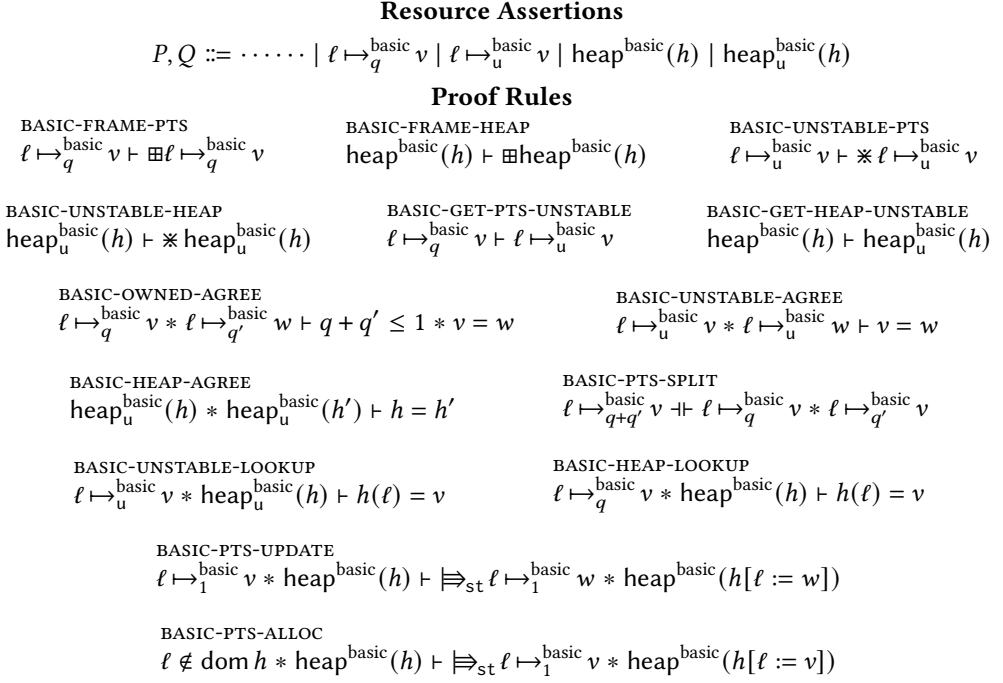 Resource Assertions
P, Q ::= ⋯⋯ | ℓ ↦_q^basic v | ℓ ↦_u^basic v | heap^basic(h) | heap_u^basic(h)
Proof Rules
BASIC-FRAME-PTS BASIC-FRAME-HEAP BASIC-UNSTABLE-PTS
ℓ ↦_q^basic v ⊢ ⊞ℓ ↦_q^basic v heap^basic(h) ⊢ ⊞heap^basic(h) ℓ ↦_u^basic v ⊢ ⋇ ℓ ↦_u^basic v
BASIC-UNSTABLE-HEAP BASIC-GET-PTS-UNSTABLE BASIC-GET-HEAP-UNSTABLE
heap_u^basic(h) ⊢ ⋇ heap_u^basic(h) ℓ ↦_q^basic v ⊢ ℓ ↦_u^basic v heap^basic(h) ⊢ heap_u^basic(h)
BASIC-OWNED-AGREE BASIC-UNSTABLE-AGREE
ℓ ↦_q^basic v ∗ ℓ ↦_q′^basic w ⊢ q + q′ ≤ 1 ∗ v = w ℓ ↦_u^basic v ∗ ℓ ↦_u^basic w ⊢ v = w
BASIC-HEAP-AGREE BASIC-PTS-SPLIT
heap_u^basic(h) ∗ heap_u^basic(h′) ⊢ h = h′ ℓ ↦_{q+q′}^basic v ⊣⊢ ℓ ↦_q^basic v ∗ ℓ ↦_q′^basic v
BASIC-UNSTABLE-LOOKUP BASIC-HEAP-LOOKUP
ℓ ↦_u^basic v ∗ heap_u^basic(h) ⊢ h(ℓ) = v ℓ ↦_q^basic v ∗ heap^basic(h) ⊢ h(ℓ) = v
BASIC-PTS-UPDATE
ℓ ↦_1^basic v ∗ heap^basic(h) ⊢ |⇛_st ℓ ↦_1^basic w ∗ heap^basic(h[ℓ := w])
BASIC-PTS-ALLOC
ℓ ∉ dom h ∗ heap^basic(h) ⊢ |⇛_st ℓ ↦_1^basic v ∗ heap^basic(h[ℓ := v])